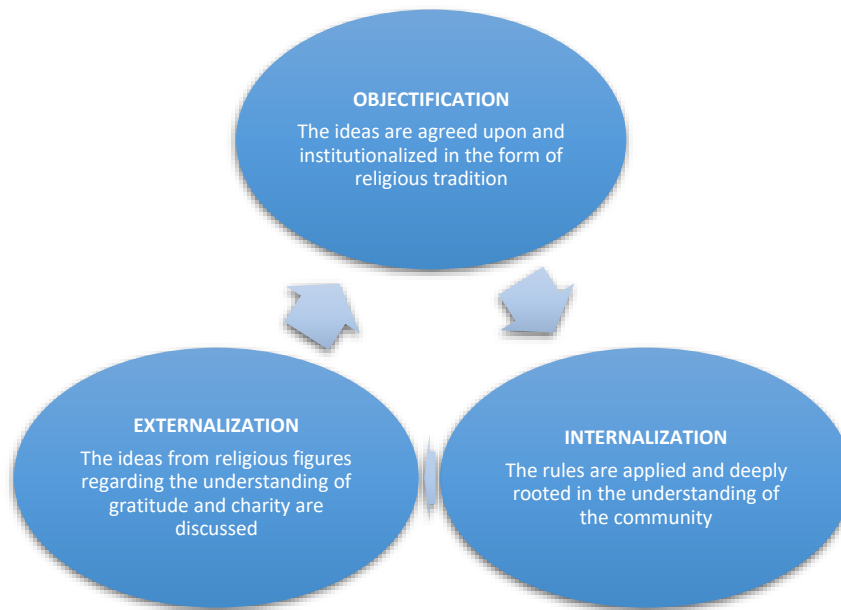 OBJECTIFICATION
The ideas are agreed upon and
institutionalized in the form of
religious tradition
EXTERNALIZATION
The ideas from religious figures
regarding the understanding of
gratitude and charity are
discussed
INTERNALIZATION
The rules are applied and deeply
rooted in the understanding of
the community